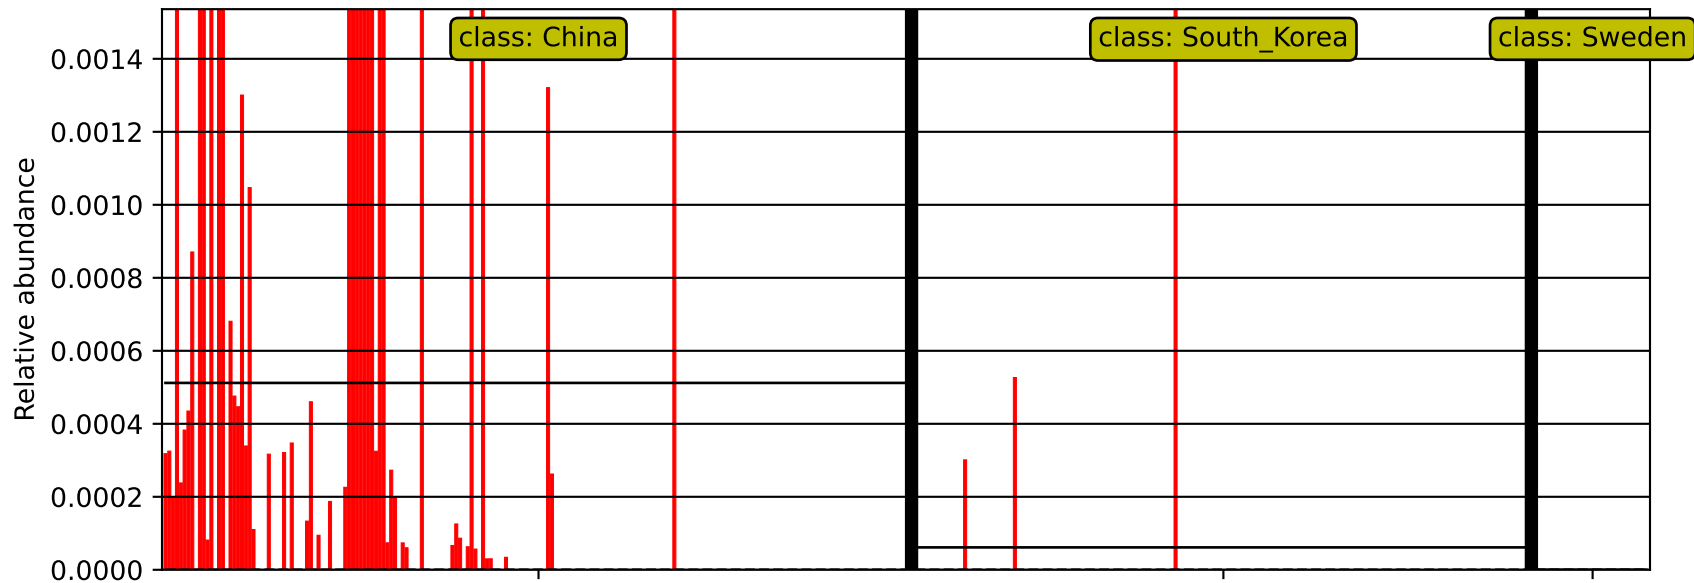 class: China
class: South_Korea
class: Sweden
Relative abundance
0.0014
0.0012
0.0010
0.0008
0.0006
0.0004
0.0002
0.0000